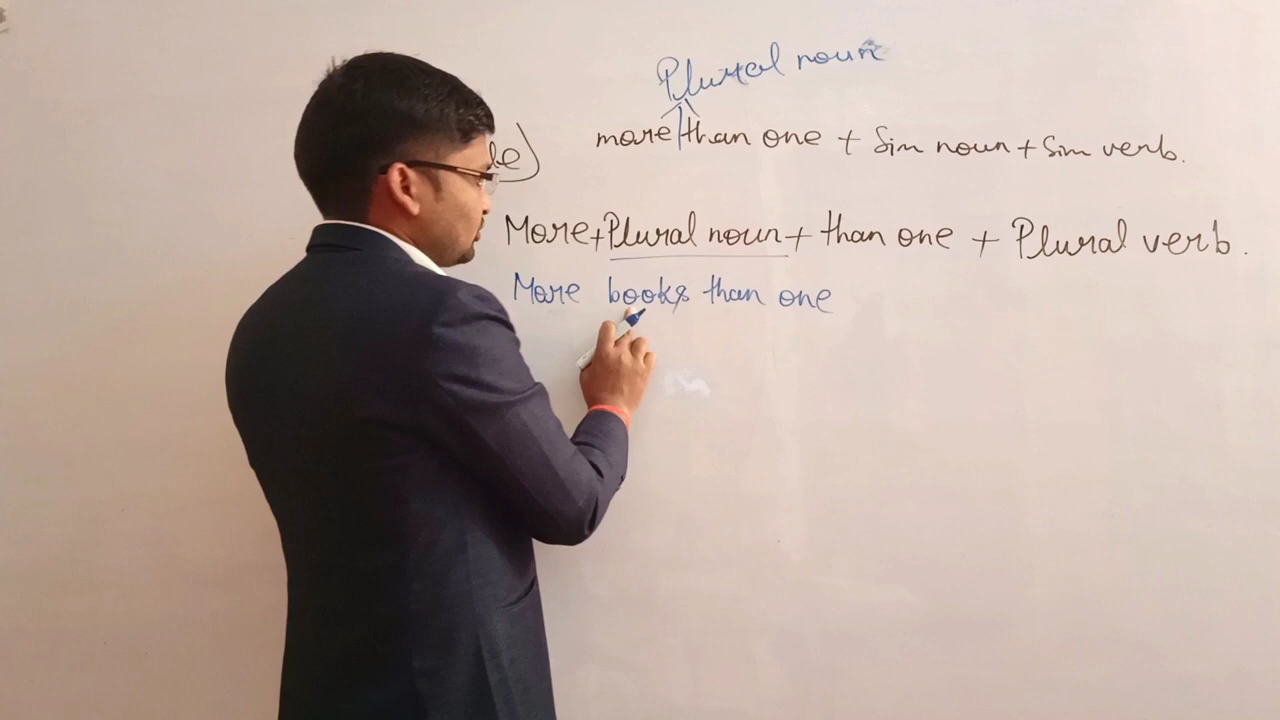 Plural noun
more than one + Sin noun + Sin verb.
More + Plural noun + than one + Plural verb.
More books than one